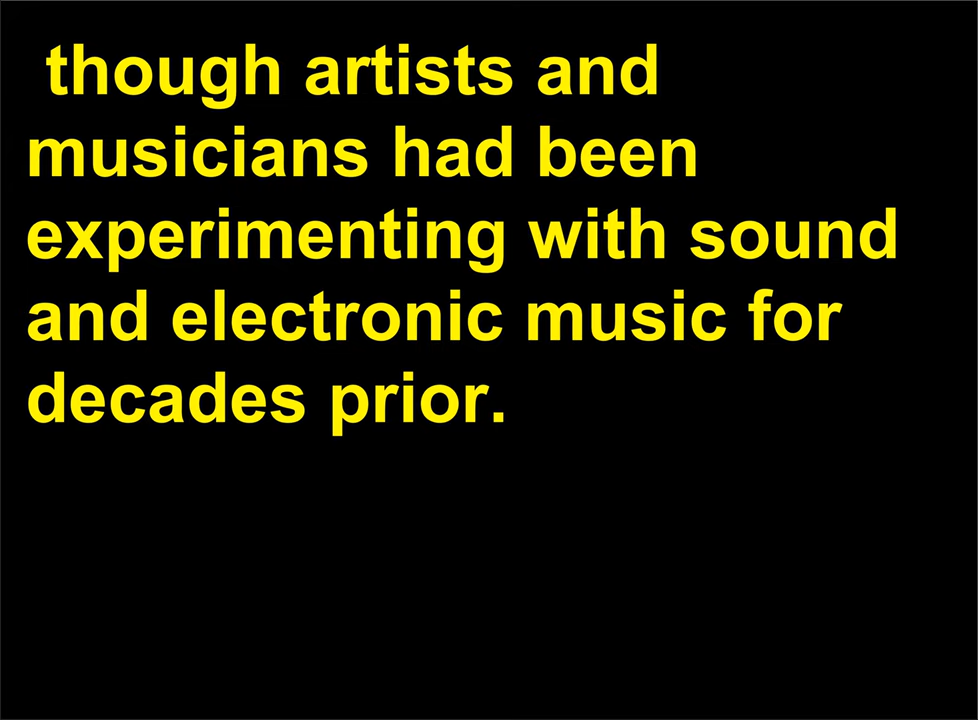 though artists and
musicians had been
experimenting with sound
and electronic music for
decades prior.